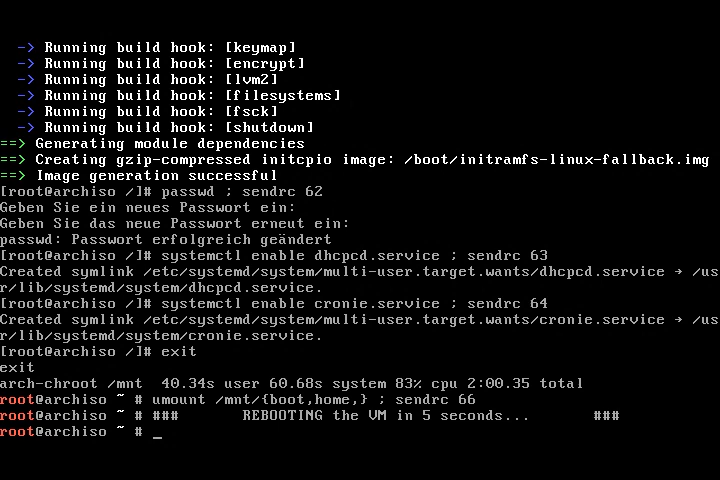 -> Running build hook: [keymap]
-> Running build hook: [encrypt]
-> Running build hook: [lvm2]
-> Running build hook: [filesystems]
-> Running build hook: [fsck]
-> Running build hook: [shutdown]
==> Generating module dependencies
==> Creating gzip-compressed initcpio image: /boot/initramfs-linux-fallback.img
==> Image generation successful
[root@archiso /]# passwd ; sendrc 62
Geben Sie ein neues Passwort ein:
Geben Sie das neue Passwort erneut ein:
passwd: Passwort erfolgreich geändert
[root@archiso /]# systemctl enable dhcpcd.service ; sendrc 63
Created symlink /etc/systemd/system/multi-user.target.wants/dhcpcd.service → /us
r/lib/systemd/system/dhcpcd.service.
[root@archiso /]# systemctl enable cronie.service ; sendrc 64
Created symlink /etc/systemd/system/multi-user.target.wants/cronie.service → /us
r/lib/systemd/system/cronie.service.
[root@archiso /]# exit
exit
arch-chroot /mnt  40.34s user 60.68s system 83% cpu 2:00.35 total
root@archiso ~ # umount /mnt/{boot,home,} ; sendrc 66
root@archiso ~ # ###       REBOOTING the VM in 5 seconds...       ###
root@archiso ~ # _